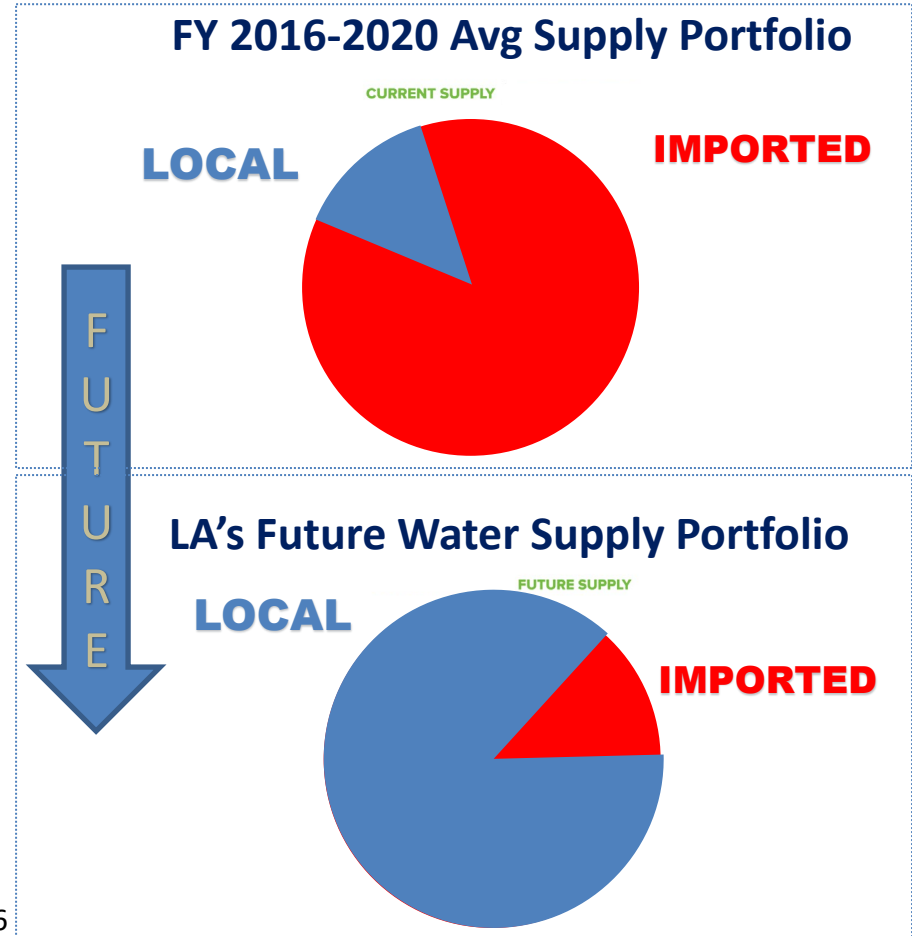 FY 2016-2020 Avg Supply Portfolio
CURRENT SUPPLY
LOCAL
IMPORTED
F
U
T
U
R
E
LA’s Future Water Supply Portfolio
FUTURE SUPPLY
LOCAL
IMPORTED
6